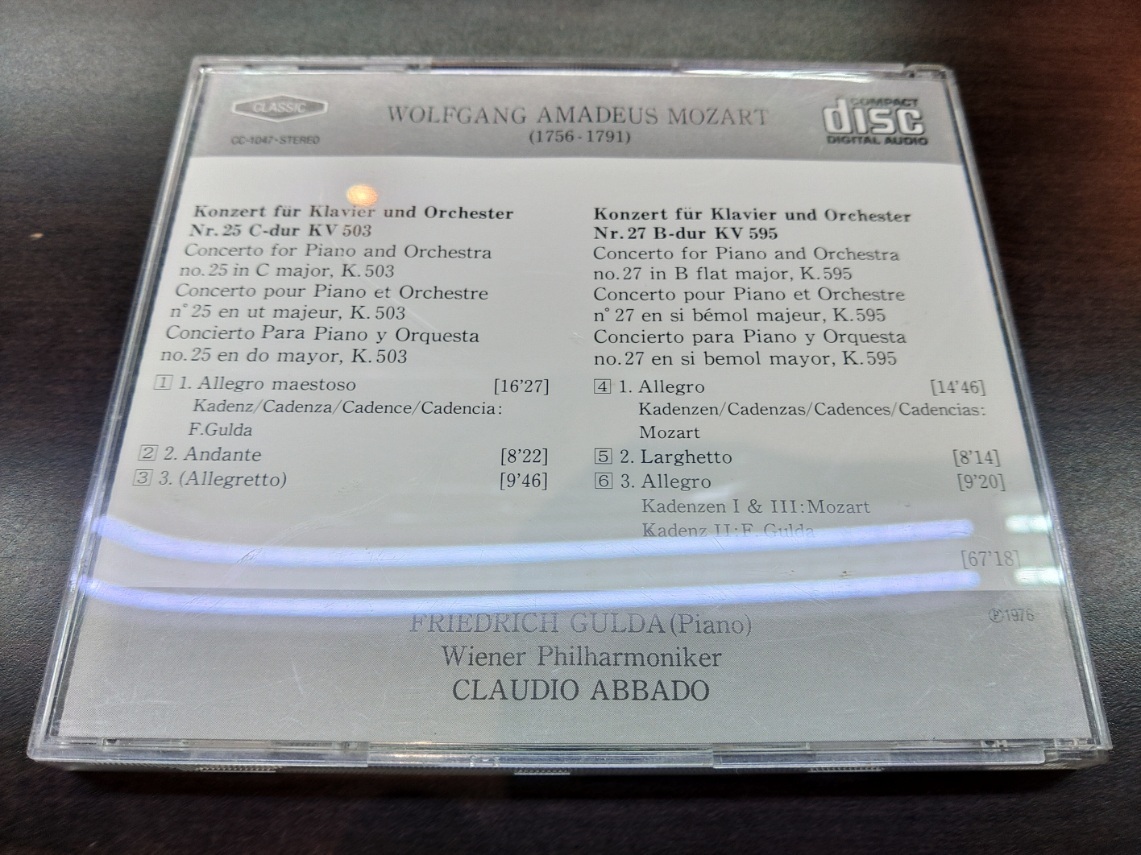 CLASSIC
CC-1047·STEREO
WOLFGANG AMADEUS MOZART
(1756-1791)
COMPACT
disc
DIGITAL AUDIO
Konzert für Klavier und Orchester
Nr. 25 C-dur KV 503
Concerto for Piano and Orchestra
no. 25 in C major, K. 503
Concerto pour Piano et Orchestre
n° 25 en ut majeur, K. 503
Concierto Para Piano y Orquesta
no. 25 en do mayor, K. 503
1 1. Allegro maestoso [16'27]
Kadenz/Cadenza/Cadence/Cadencia:
F.Gulda
2 2. Andante [8'22]
3 3. (Allegretto) [9'46]
Konzert für Klavier und Orchester
Nr. 27 B-dur KV 595
Concerto for Piano and Orchestra
no. 27 in B flat major, K. 595
Concerto pour Piano et Orchestre
n° 27 en si bémol majeur, K. 595
Concierto para Piano y Orquesta
no. 27 en si bemol mayor, K. 595
4 1. Allegro [14'46]
Kadenzen/Cadenzas/Cadences/Cadencias:
Mozart
5 2. Larghetto [8'14]
6 3. Allegro [9'20]
Kadenzen I & III: Mozart
Kadenz II: F. Gulda
[67'18]
℗1976
FRIEDRICH GULDA (Piano)
Wiener Philharmoniker
CLAUDIO ABBADO